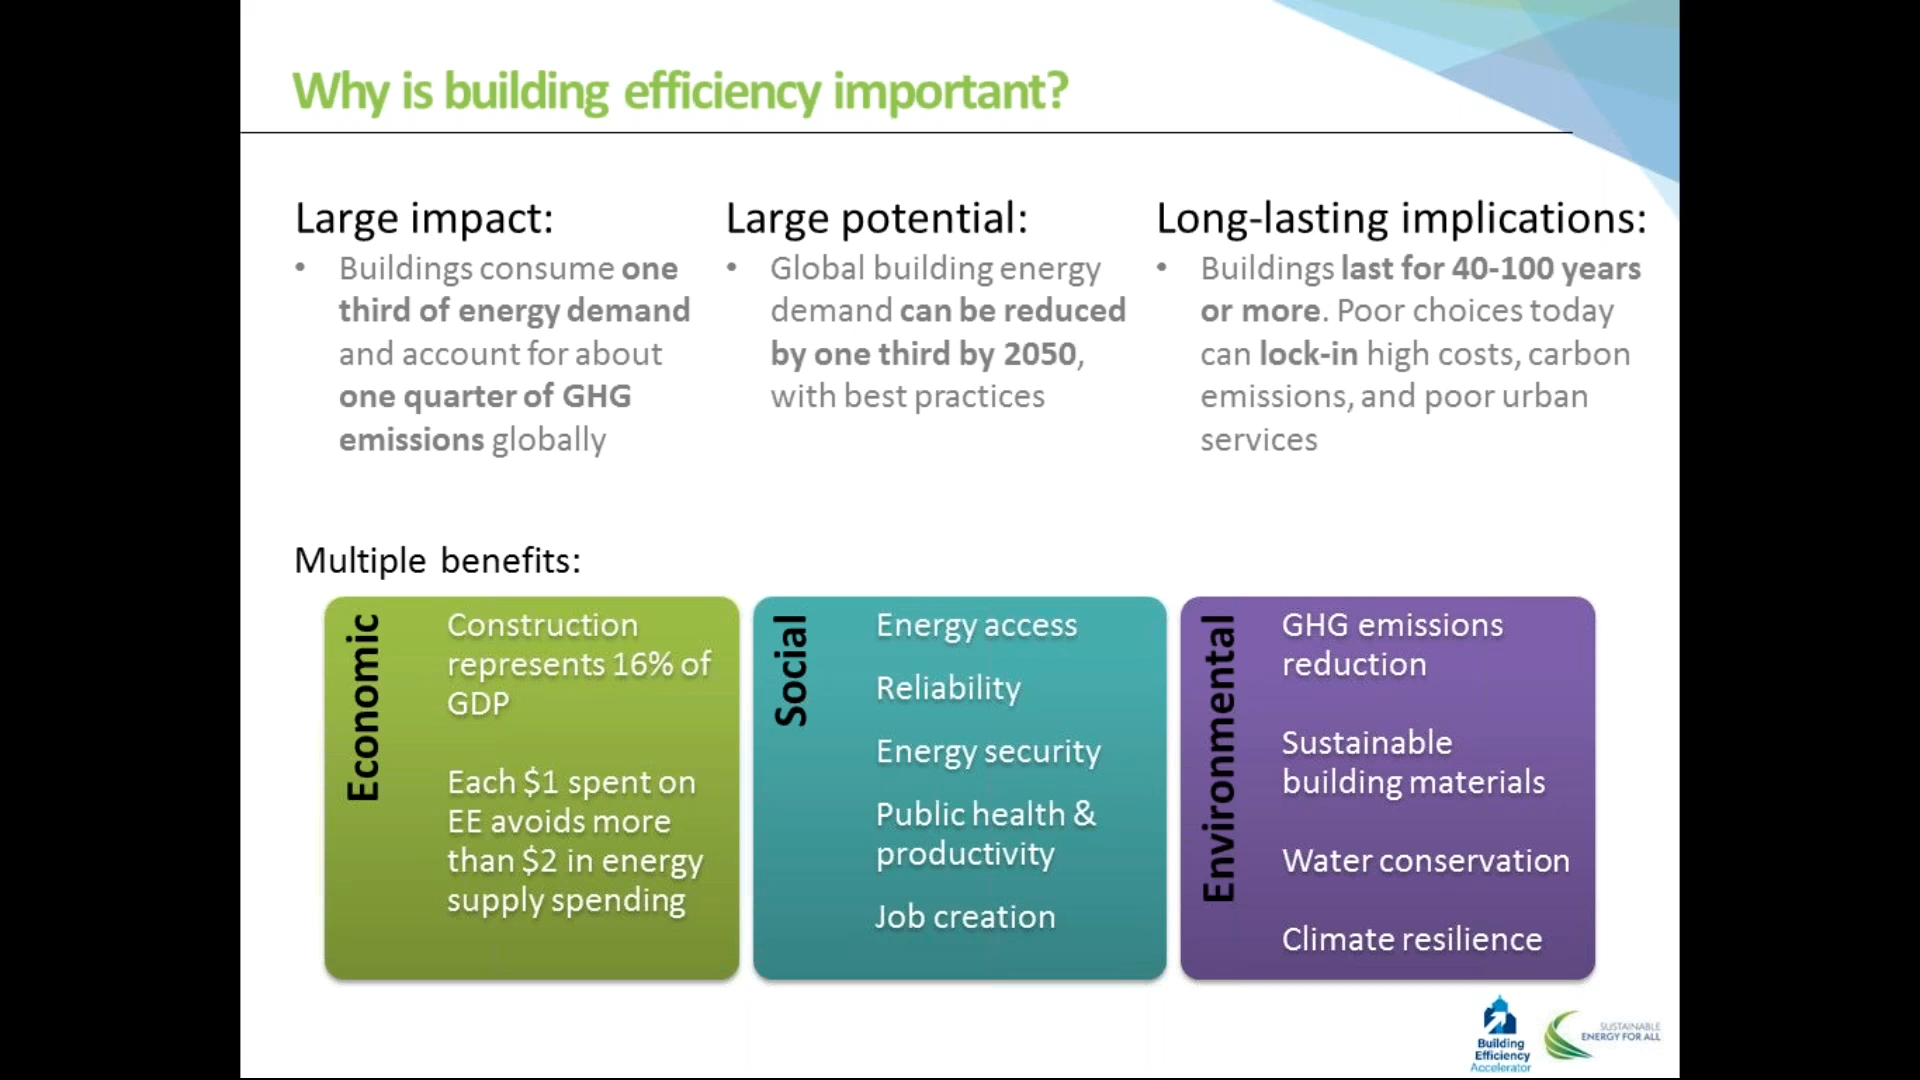 Why is building efficiency important?
Large impact:
• Buildings consume one
third of energy demand
and account for about
one quarter of GHG
emissions globally
Large potential:
• Global building energy
demand can be reduced
by one third by 2050,
with best practices
Long-lasting implications:
• Buildings last for 40-100 years
or more. Poor choices today
can lock-in high costs, carbon
emissions, and poor urban
services
Multiple benefits:
Economic
Construction
represents 16% of
GDP
Each $1 spent on
EE avoids more
than $2 in energy
supply spending
Social
Energy access
Reliability
Energy security
Public health &
productivity
Job creation
Environmental
GHG emissions
reduction
Sustainable
building materials
Water conservation
Climate resilience
Building
Efficiency
Accelerator
SUSTAINABLE
ENERGY FOR ALL